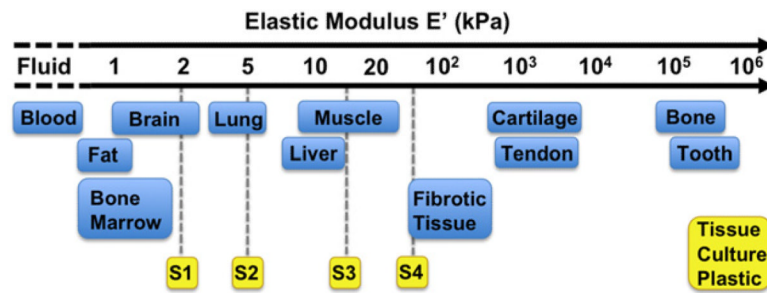 Elastic Modulus E' (kPa)
Fluid 1 2 5 10 20 10² 10³ 10⁴ 10⁵ 10⁶
Blood Brain Lung Muscle Cartilage Bone
Fat Liver Tendon Tooth
Bone
Marrow
Fibrotic
Tissue
Tissue
Culture
Plastic
S1 S2 S3 S4